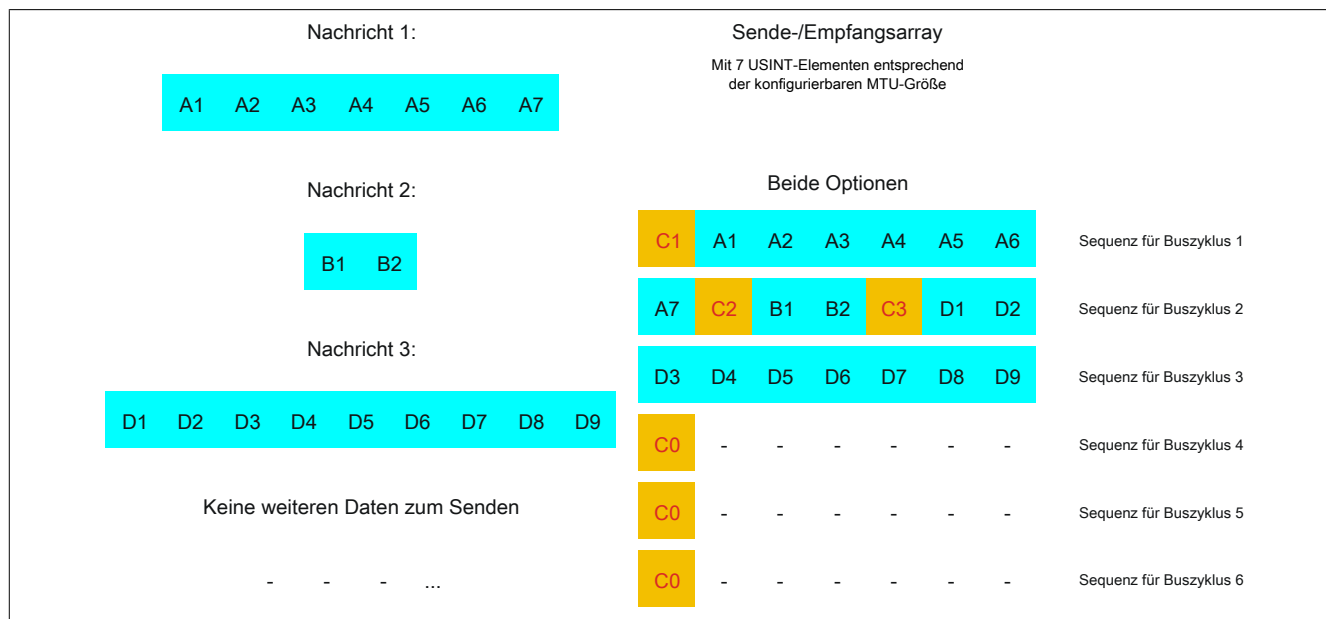 Nachricht 1:
A1 A2 A3 A4 A5 A6 A7
Nachricht 2:
B1 B2
Nachricht 3:
D1 D2 D3 D4 D5 D6 D7 D8 D9
Keine weiteren Daten zum Senden
- - - ...
Sende-/Empfangsarray
Mit 7 USINT-Elementen entsprechend
der konfigurierbaren MTU-Größe
Beide Optionen
C1 A1 A2 A3 A4 A5 A6 Sequenz für Buszyklus 1
A7 C2 B1 B2 C3 D1 D2 Sequenz für Buszyklus 2
D3 D4 D5 D6 D7 D8 D9 Sequenz für Buszyklus 3
C0 - - - - - - Sequenz für Buszyklus 4
C0 - - - - - - Sequenz für Buszyklus 5
C0 - - - - - - Sequenz für Buszyklus 6